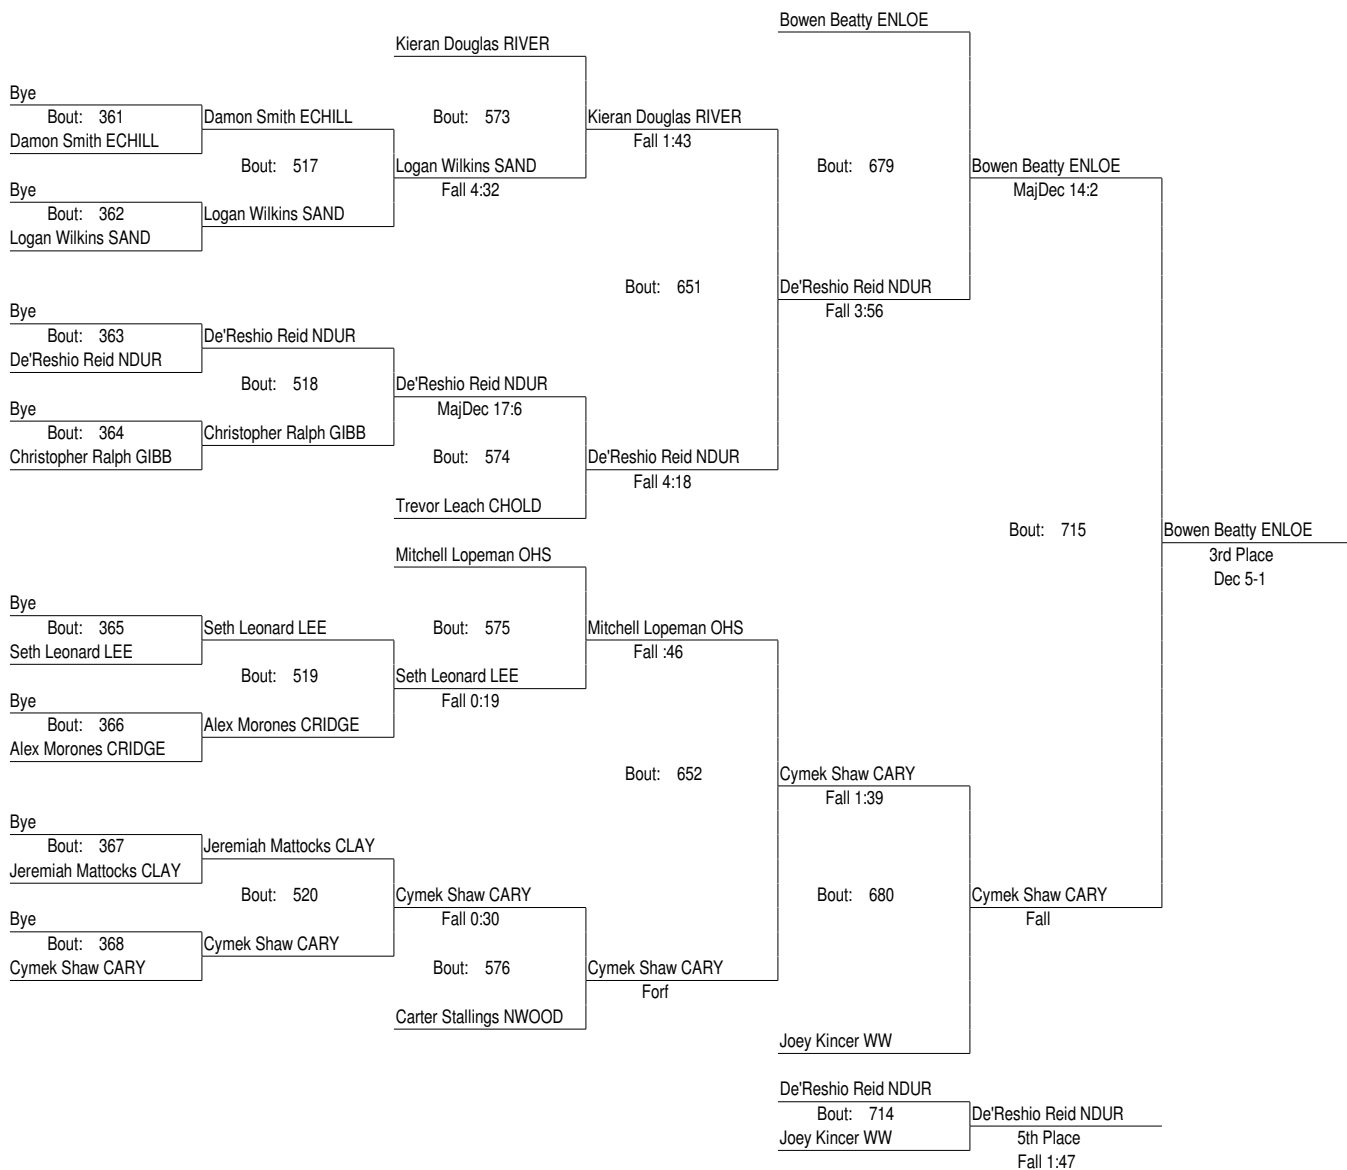 Bowen Beatty ENLOE
Kieran Douglas RIVER
Bye
Bout: 361
Damon Smith ECHILL
Damon Smith ECHILL
Bout: 573
Kieran Douglas RIVER
Fall 1:43
Bout: 517
Logan Wilkins SAND
Fall 4:32
Bout: 679
Bowen Beatty ENLOE
MajDec 14:2
Bye
Bout: 362
Logan Wilkins SAND
Logan Wilkins SAND
Bout: 651
De'Reshio Reid NDUR
Fall 3:56
Bye
Bout: 363
De'Reshio Reid NDUR
De'Reshio Reid NDUR
Bout: 518
De'Reshio Reid NDUR
MajDec 17:6
Bye
Bout: 364
Christopher Ralph GIBB
Christopher Ralph GIBB
Bout: 574
De'Reshio Reid NDUR
Fall 4:18
Trevor Leach CHOLD
Bout: 715
Bowen Beatty ENLOE
3rd Place
Dec 5-1
Mitchell Lopeman OHS
Bye
Bout: 365
Seth Leonard LEE
Seth Leonard LEE
Bout: 575
Mitchell Lopeman OHS
Fall :46
Bout: 519
Seth Leonard LEE
Fall 0:19
Bye
Bout: 366
Alex Morones CRIDGE
Alex Morones CRIDGE
Bout: 652
Cymek Shaw CARY
Fall 1:39
Bye
Bout: 367
Jeremiah Mattocks CLAY
Jeremiah Mattocks CLAY
Bout: 520
Cymek Shaw CARY
Fall 0:30
Bout: 680
Cymek Shaw CARY
Fall
Bye
Bout: 368
Cymek Shaw CARY
Cymek Shaw CARY
Bout: 576
Cymek Shaw CARY
Forf
Carter Stallings NWOOD
Joey Kincer WW
De'Reshio Reid NDUR
Bout: 714
Joey Kincer WW
De'Reshio Reid NDUR
5th Place
Fall 1:47